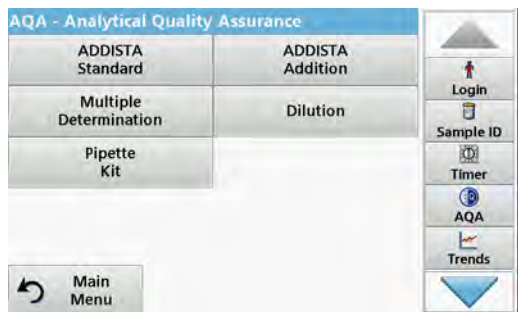 AQA - Analytical Quality Assurance
ADDISTA
Standard
ADDISTA
Addition
Multiple
Determination
Dilution
Pipette
Kit
Main
Menu
Login
Sample ID
Timer
AQA
Trends